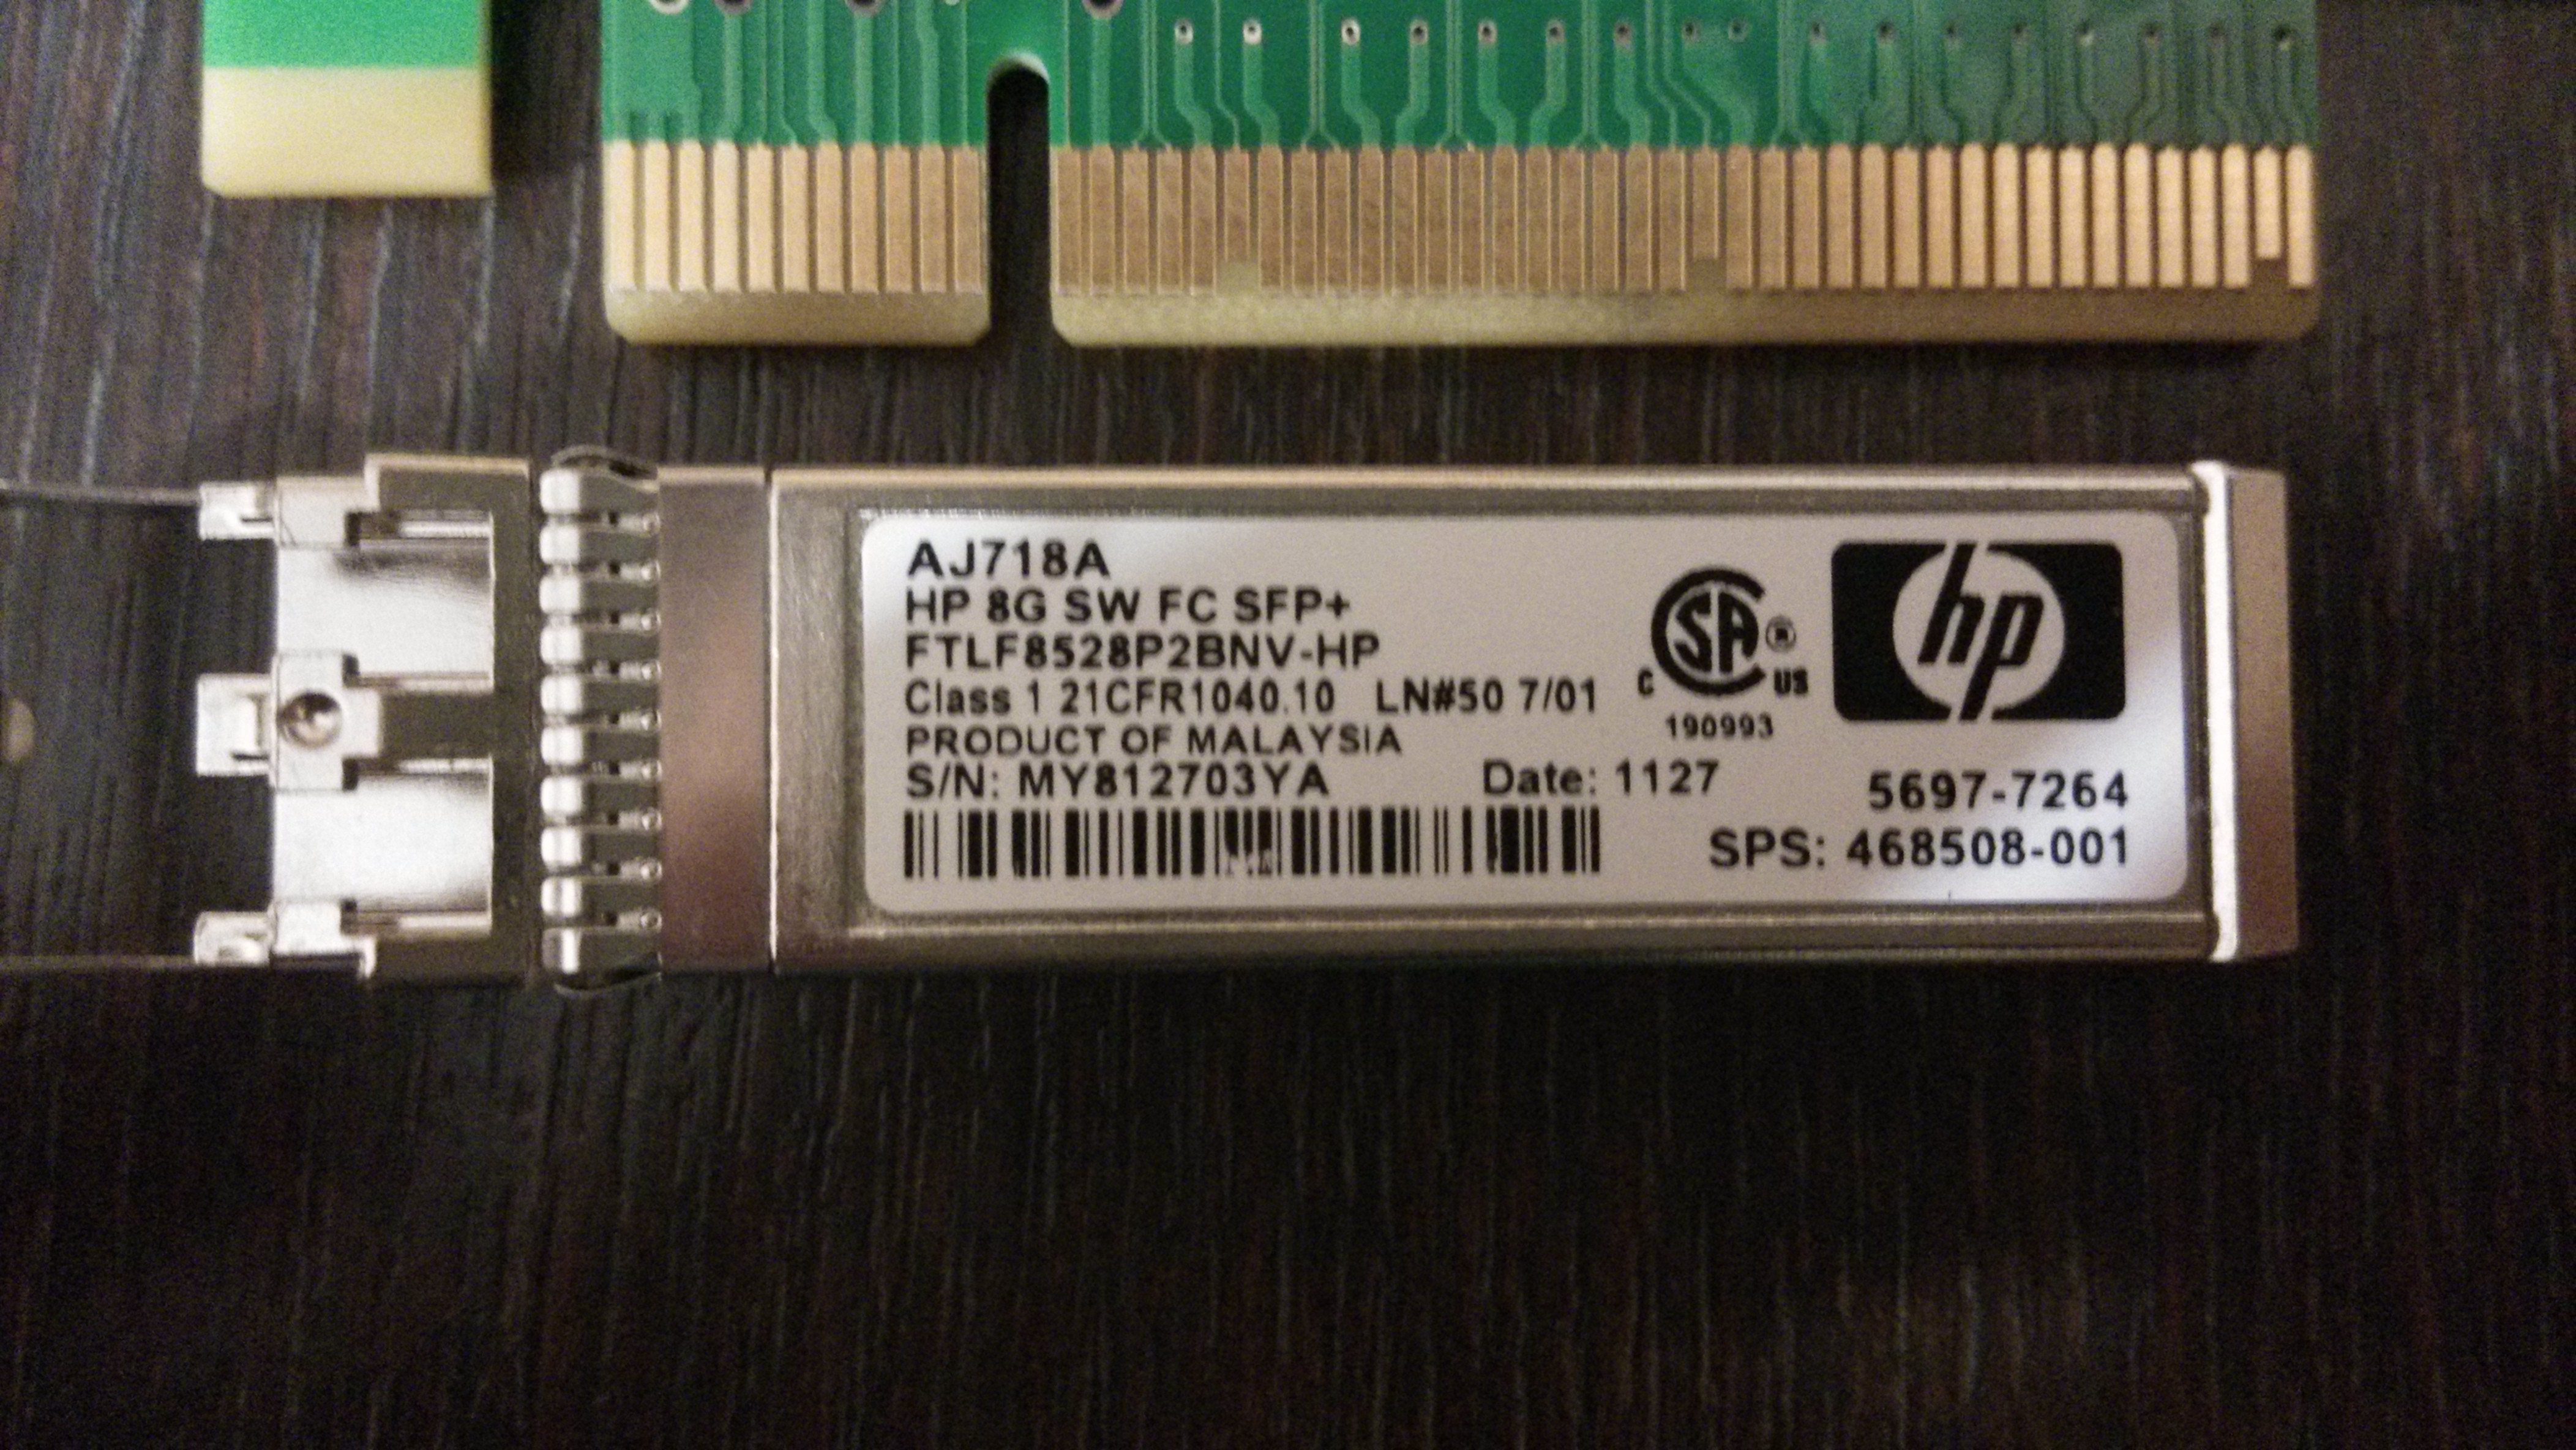 AJ718A
HP 8G SW FC SFP+
FTLF8528P2BNV-HP
Class 1 21CFR1040.10 LN#50 7/01
PRODUCT OF MALAYSIA
S/N: MY812703YA Date: 1127
SA ®
C US
190993
hp
5697-7264
SPS: 468508-001